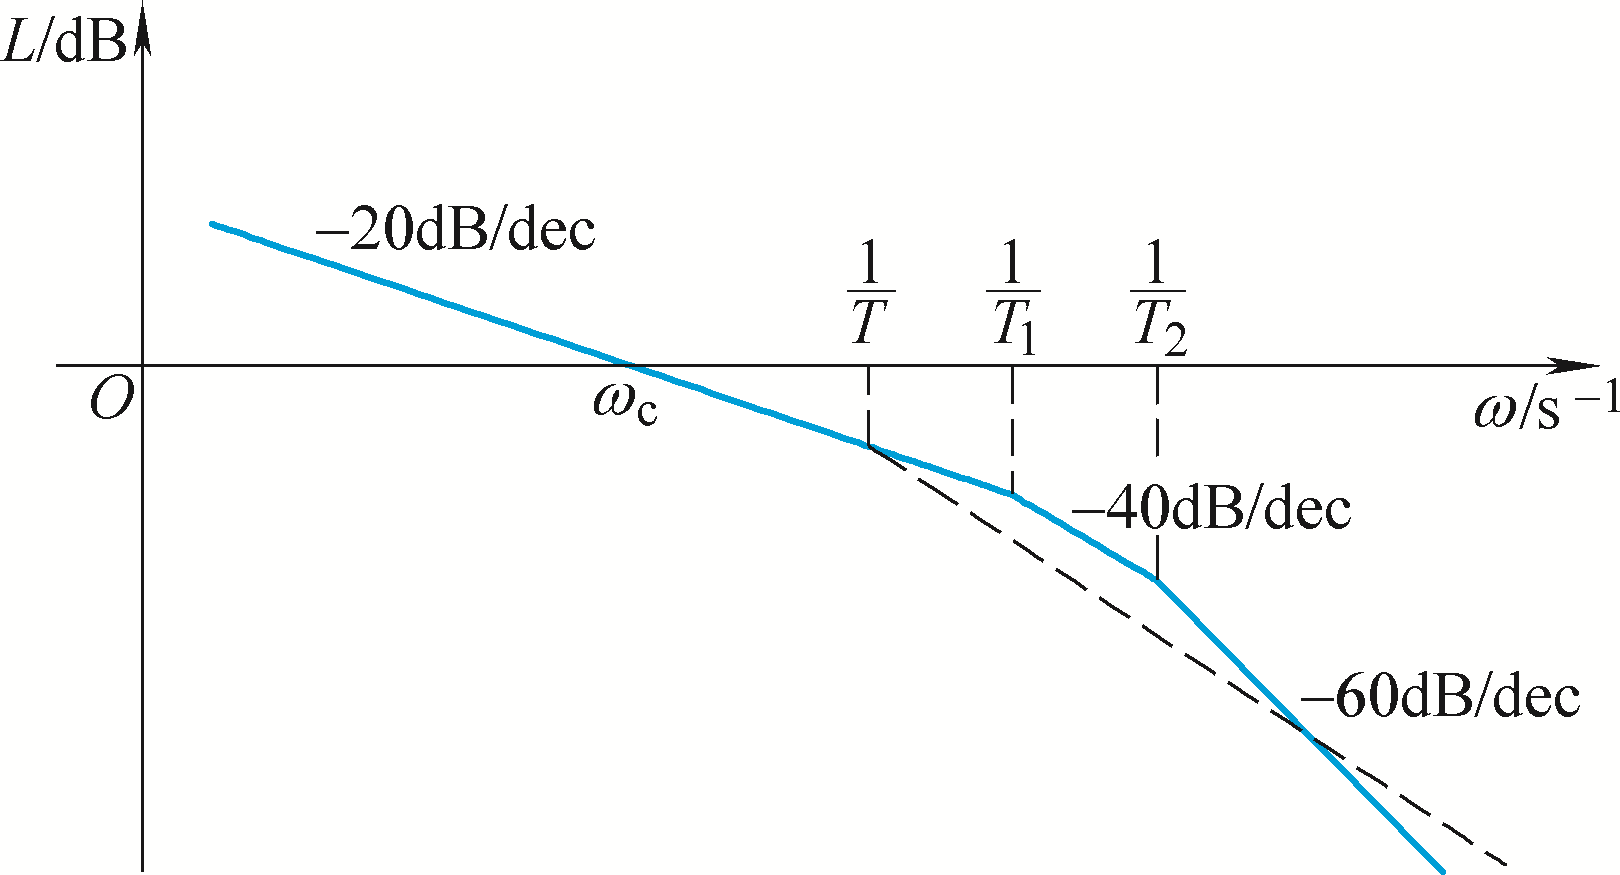 L/dB
−20dB/dec
1/T
1/T₁
1/T₂
O
ωc
ω/s⁻¹
−40dB/dec
−60dB/dec